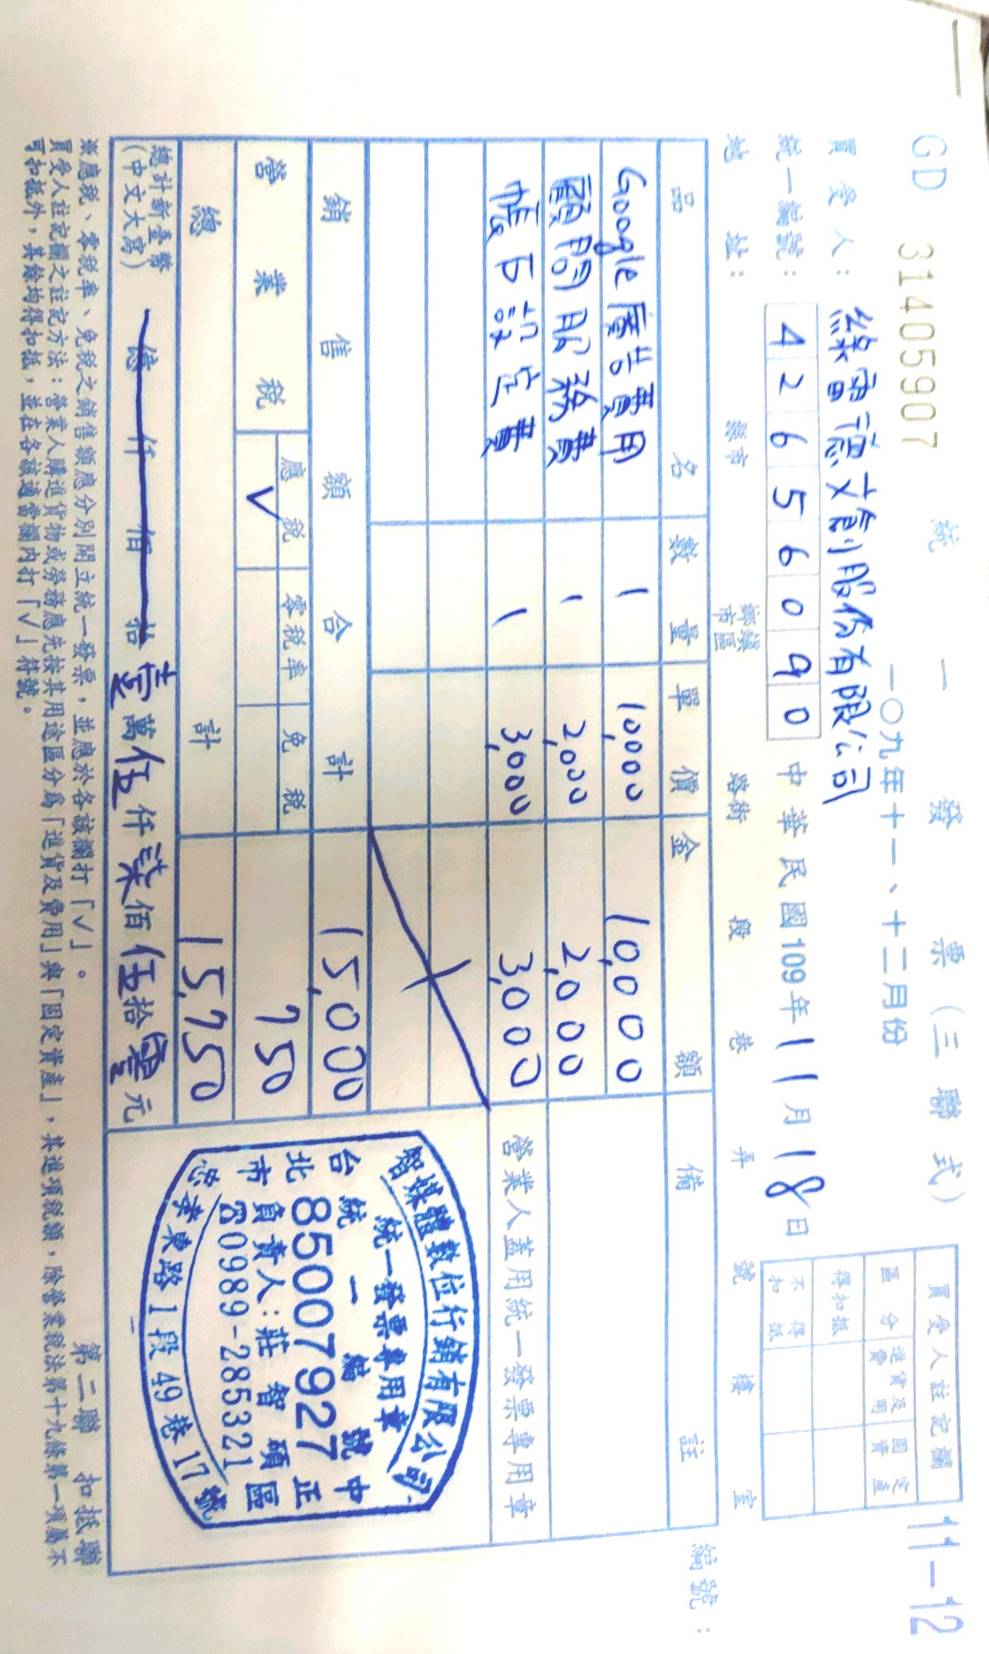 GD 31405907 統一發票(三聯式) 11-12
一〇九年十一、十二月份
買受人:綠雷德文創股份有限公司
統一編號:42656090 中華民國109年11月18日
地址: 縣市 鄉鎮市區 路街 段 巷 弄 號 樓 室
買受人註記欄
區分 進貨及費用 固定資產
得扣抵
不得扣抵
編號:
品名 數量 單價 金額 備註
Google廣告費用 1 10,000 10,000
顧問服務費 1 2,000 2,000
帳戶設定費 1 3,000 3,000
營業人蓋用統一發票專用章
銷售額合計 15,000
營業稅 應稅 √ 零稅率 免稅 750
總計 15,750
總計新臺幣(中文大寫) 億 仟 佰 拾 壹萬伍仟柒佰伍拾零元
智媒體數位行銷有限公司
統一發票專用章
統一編號
85007927
負責人:莊智碩
☎0989-285321
台北市中正區
忠孝東路1段49巷17號
※應稅、零稅率、免稅之銷售額應分別開立統一發票,並應於各該欄打「√」。
買受人註記欄之註記方法:營業人購進貨物或勞務應先按其用途區分為「進貨及費用」與「固定資產」,其進項稅額,除營業稅法第十九條第一項屬不
可扣抵外,其餘均得扣抵,並在各該適當欄內打「√」符號。
第二聯 扣抵聯